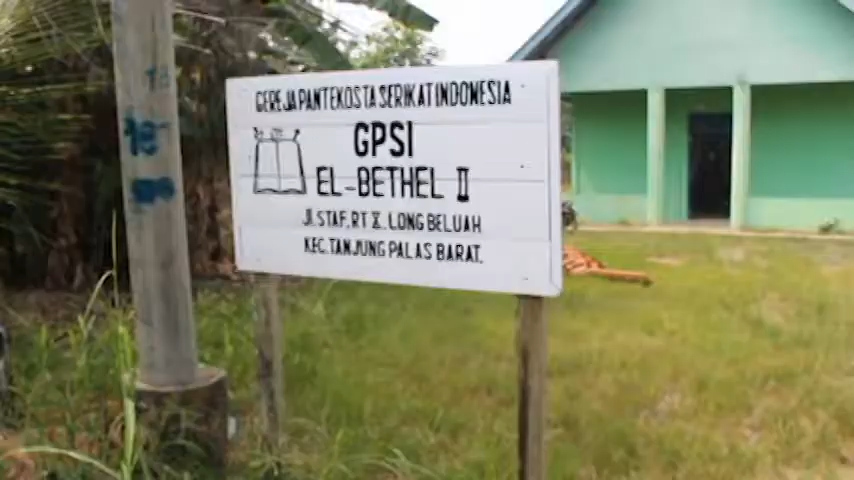 GEREJA PANTEKOSTA SERIKAT INDONESIA
GPSI
EL-BETHEL II
Jl. STAF, RT X. LONG BELUAH
KEC. TANJUNG PALAS BARAT.